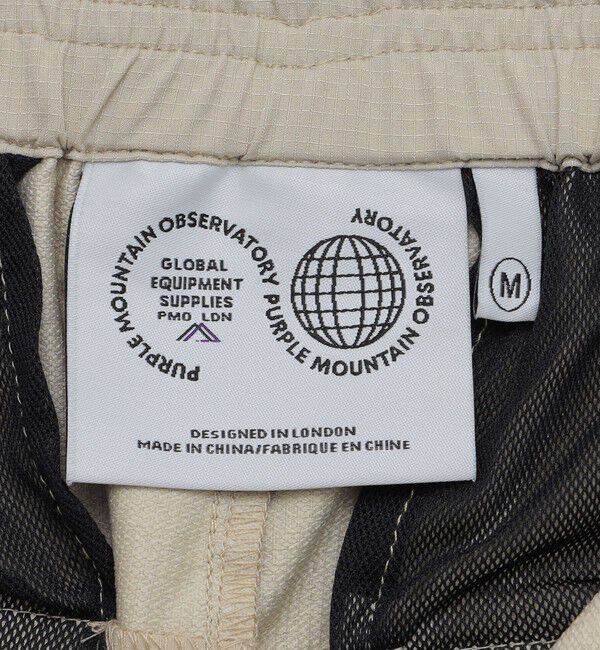 PURPLE MOUNTAIN OBSERVATORY PURPLE MOUNTAIN OBSERVATORY
GLOBAL
EQUIPMENT
SUPPLIES
PMO LDN
DESIGNED IN LONDON
MADE IN CHINA/FABRIQUE EN CHINE
M